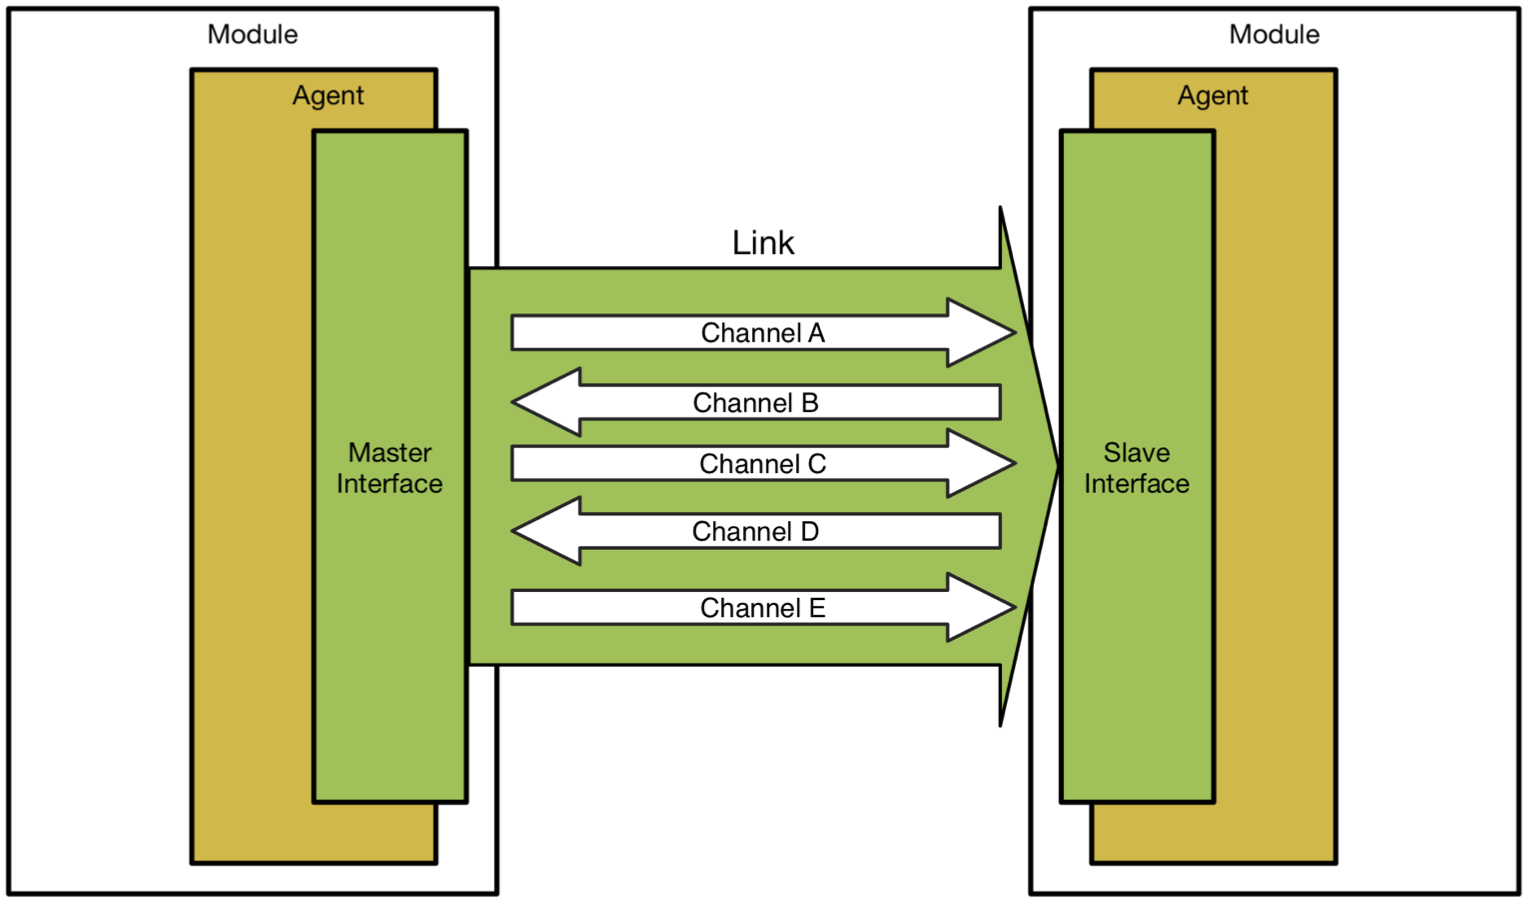 Module
Module
Agent
Agent
Link
Channel A
Channel B
Channel C
Channel D
Channel E
Master
Interface
Slave
Interface